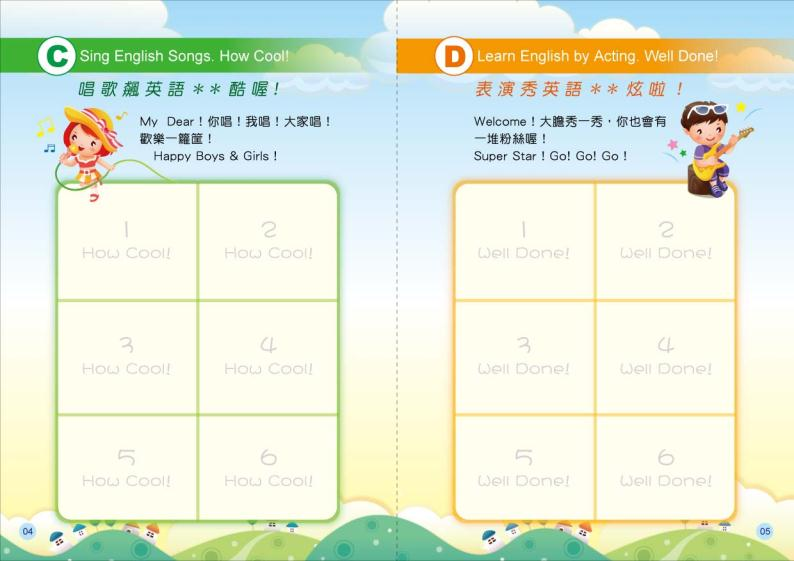 C Sing English Songs. How Cool!
唱歌飆英語＊＊酷喔！
My Dear！你唱！我唱！大家唱！
歡樂一籮筐！
Happy Boys & Girls！
1
How Cool!
2
How Cool!
3
How Cool!
4
How Cool!
5
How Cool!
6
How Cool!
04
D Learn English by Acting. Well Done!
表演秀英語＊＊炫啦！
Welcome！大膽秀一秀，你也會有
一堆粉絲喔！
Super Star！Go! Go! Go！
1
Well Done!
2
Well Done!
3
Well Done!
4
Well Done!
5
Well Done!
6
Well Done!
05